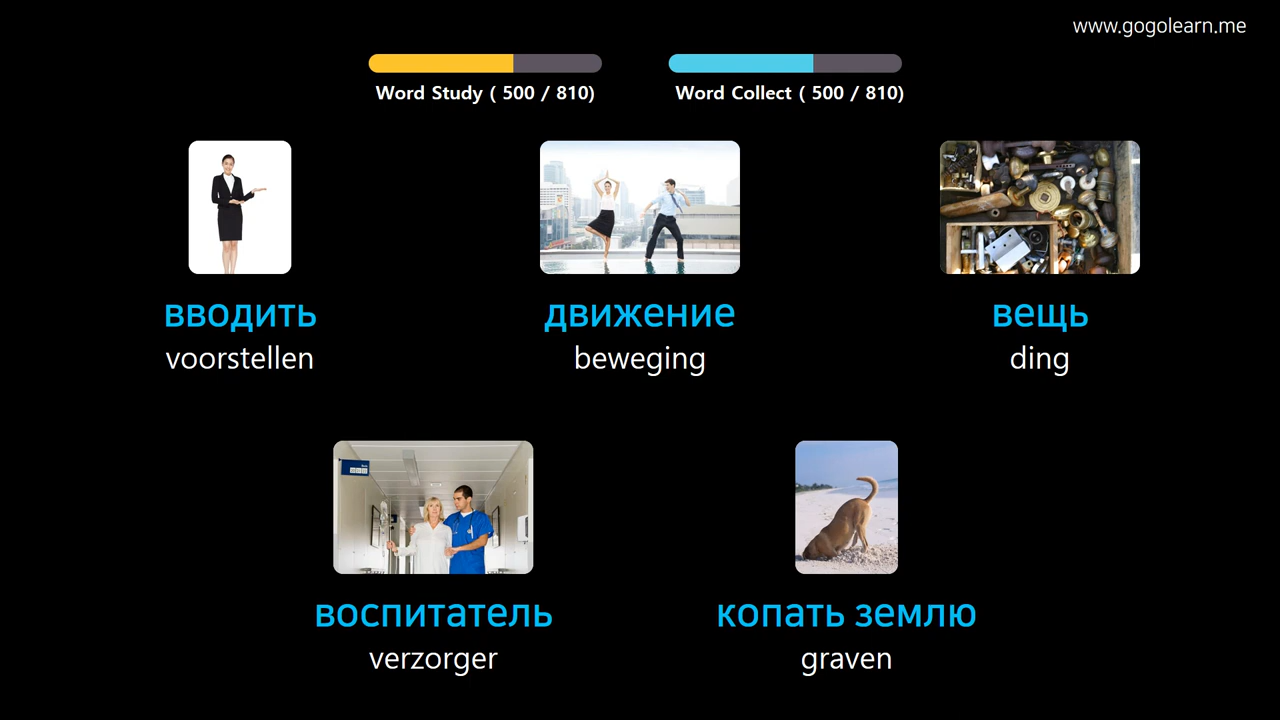 www.gogolearn.me
Word Study ( 500 / 810)
Word Collect ( 500 / 810)
вводить
voorstellen
движение
beweging
вещь
ding
воспитатель
verzorger
копать землю
graven